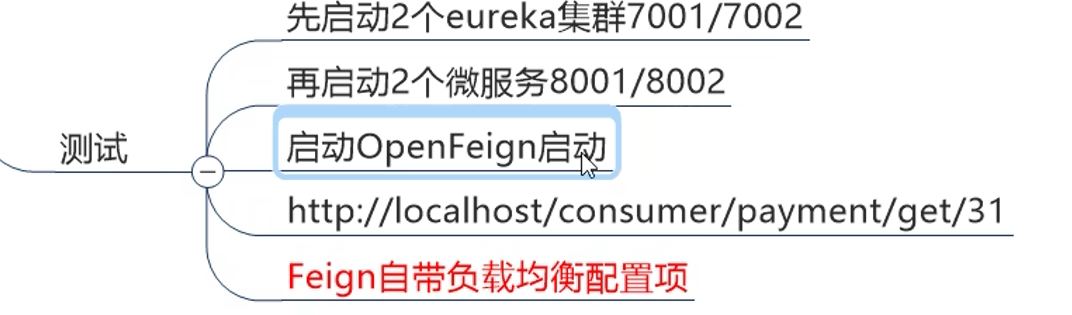 先启动2个eureka集群7001/7002
再启动2个微服务8001/8002
测试
启动OpenFeign启动
http://localhost/consumer/payment/get/31
Feign自带负载均衡配置项